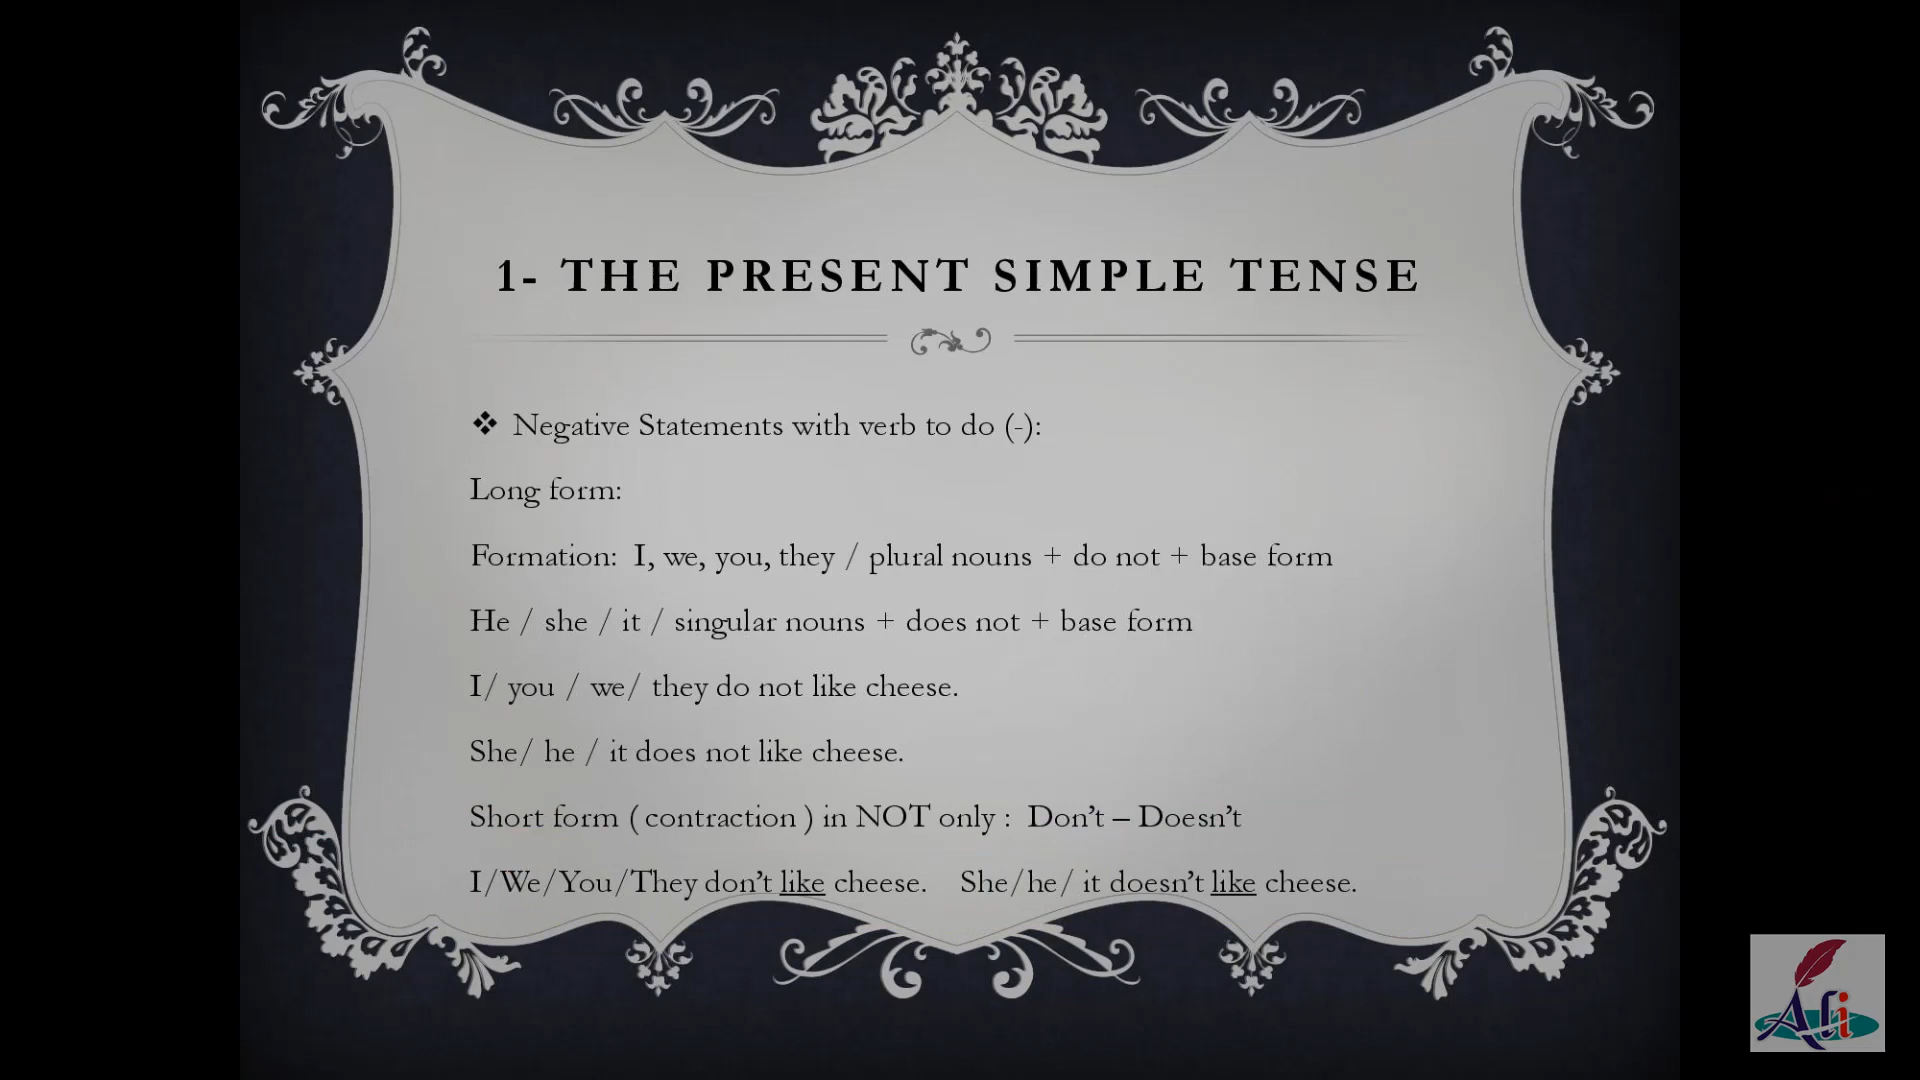 1- THE PRESENT SIMPLE TENSE
❖ Negative Statements with verb to do (-):
Long form:
Formation: I, we, you, they / plural nouns + do not + base form
He / she / it / singular nouns + does not + base form
I/ you / we/ they do not like cheese.
She/ he / it does not like cheese.
Short form ( contraction ) in NOT only : Don’t – Doesn’t
I/We/You/They don’t like cheese. She/he/ it doesn’t like cheese.
Ali